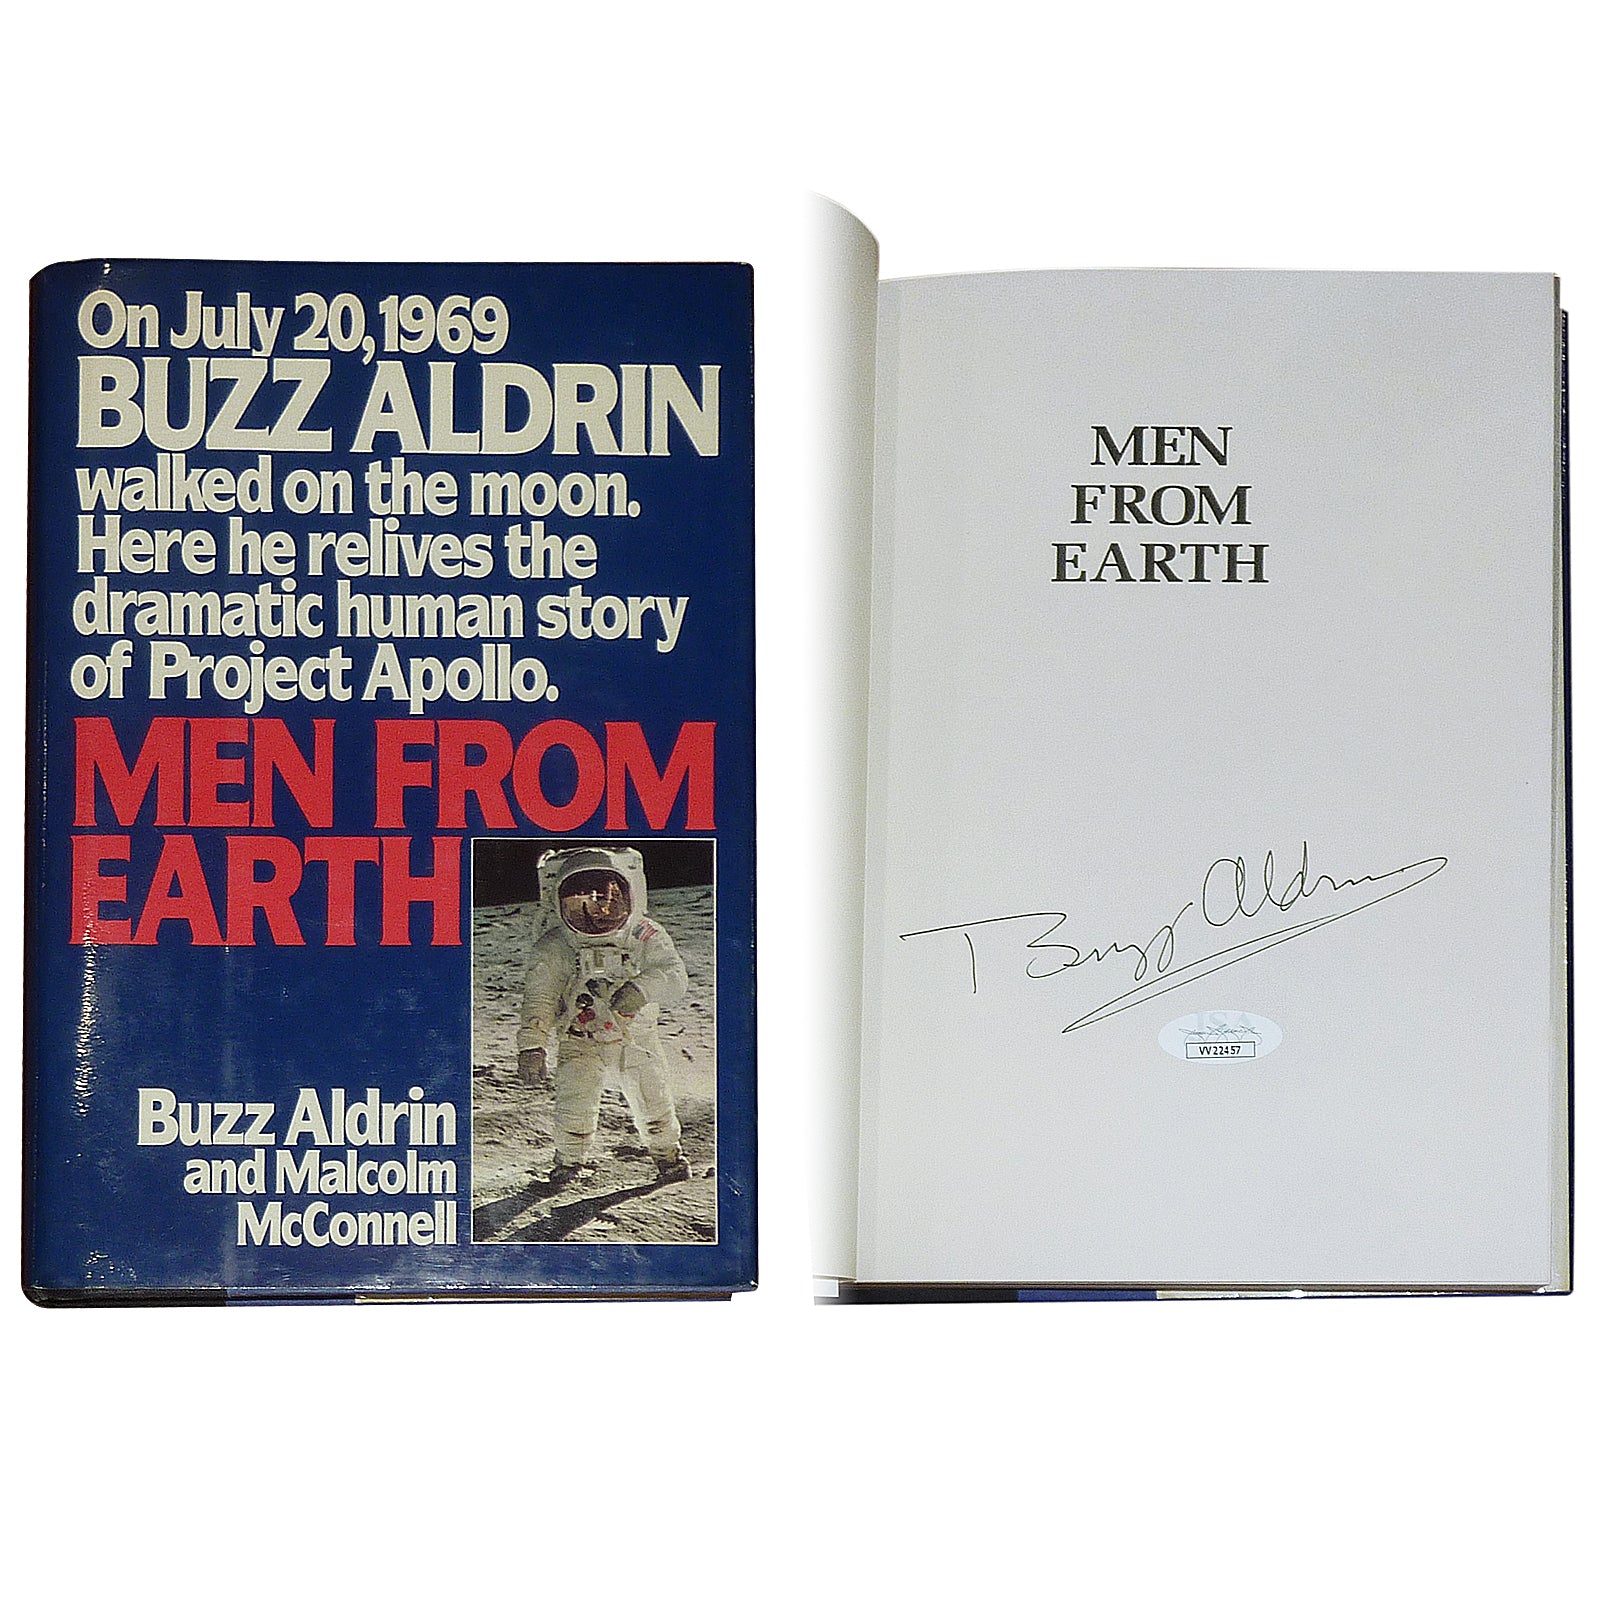 On July 20, 1969
BUZZ ALDRIN
walked on the moon.
Here he relives the
dramatic human story
of Project Apollo.
MEN FROM
EARTH
Buzz Aldrin
and Malcolm
McConnell
MEN
FROM
EARTH
Buzz Aldrin
JSA
VV22457